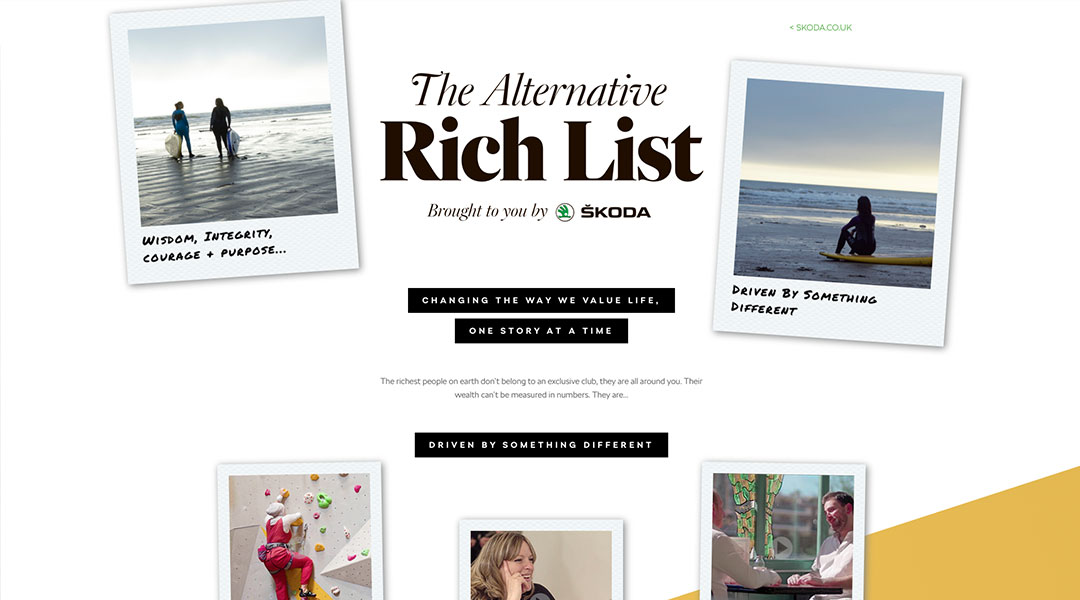 < SKODA.CO.UK
The Alternative
Rich List
Brought to you by ŠKODA
Wisdom, Integrity,
courage + purpose...
Driven By Something
Different
CHANGING THE WAY WE VALUE LIFE,
ONE STORY AT A TIME
The richest people on earth don't belong to an exclusive club, they are all around you. Their
wealth can't be measured in numbers. They are...
DRIVEN BY SOMETHING DIFFERENT